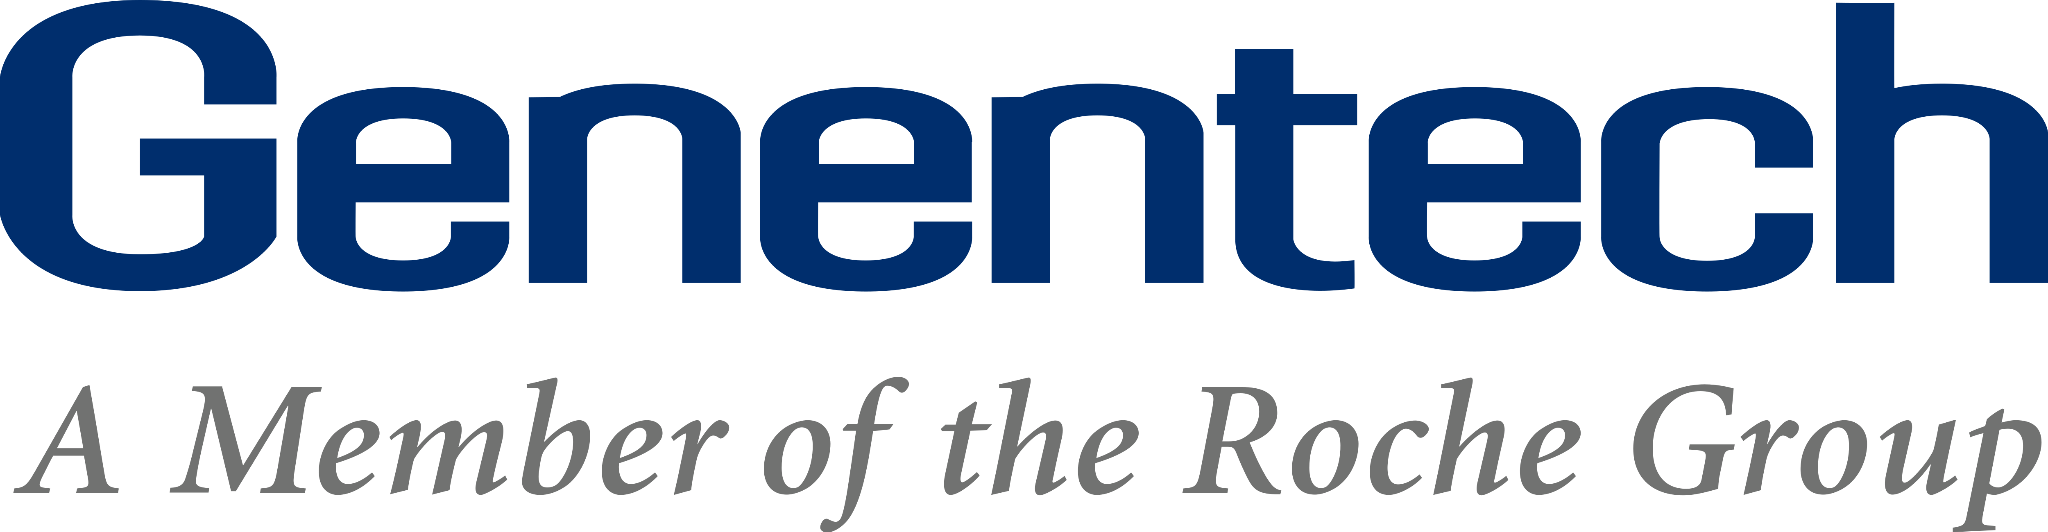 Genentech
A Member of the Roche Group